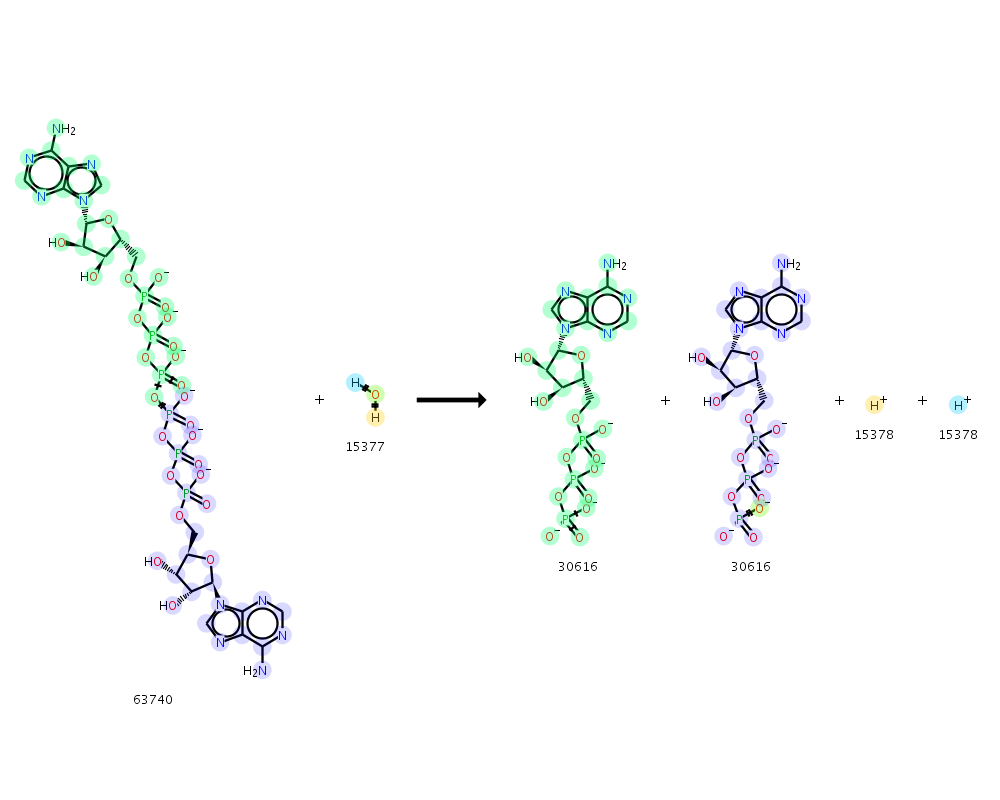 NH2
N N
N N
O
HO
HO
O O−
P O
O O−
P O
O O−
P O
O O−
P O
O O−
P O
O O−
P O
O
HO O
HO N N
N N
H2N
63740
+
H
O
H
15377
NH2
N N
N N
HO O
HO
O
P O−
O O
P O−
O O
P O−
O− O
30616
+
NH2
N N
N N
HO O
HO
O
P O−
O O
P O−
O O
P O−
O− O
30616
+
H+
15378
+
H+
15378